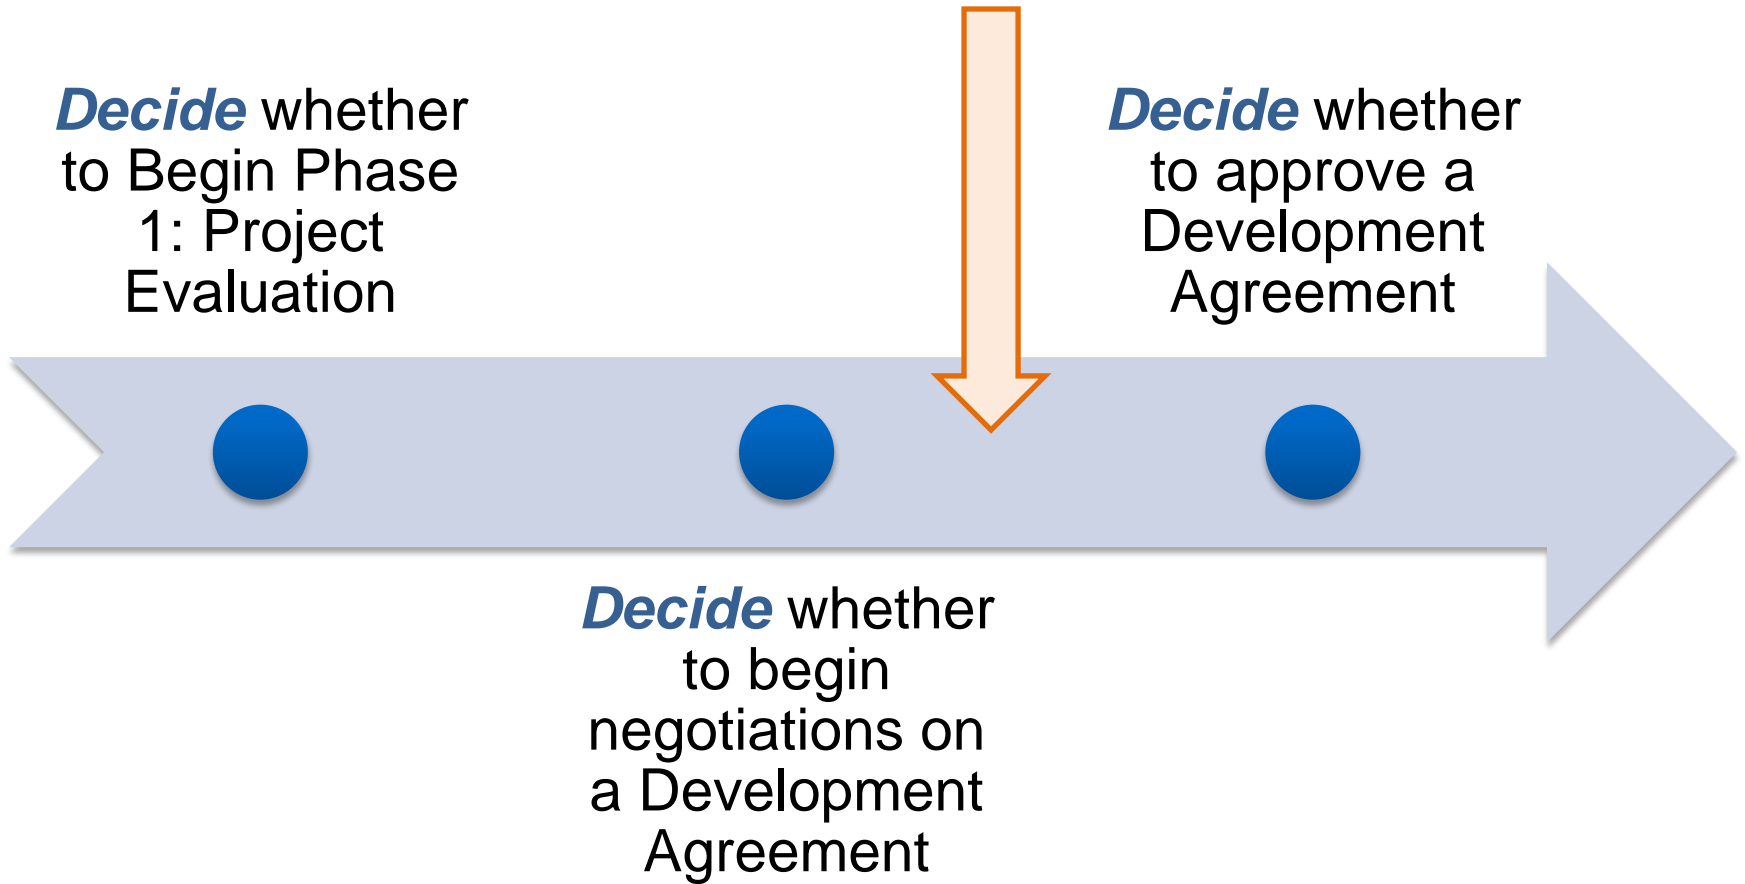 Decide whether
to Begin Phase
1: Project
Evaluation
Decide whether
to begin
negotiations on
a Development
Agreement
Decide whether
to approve a
Development
Agreement